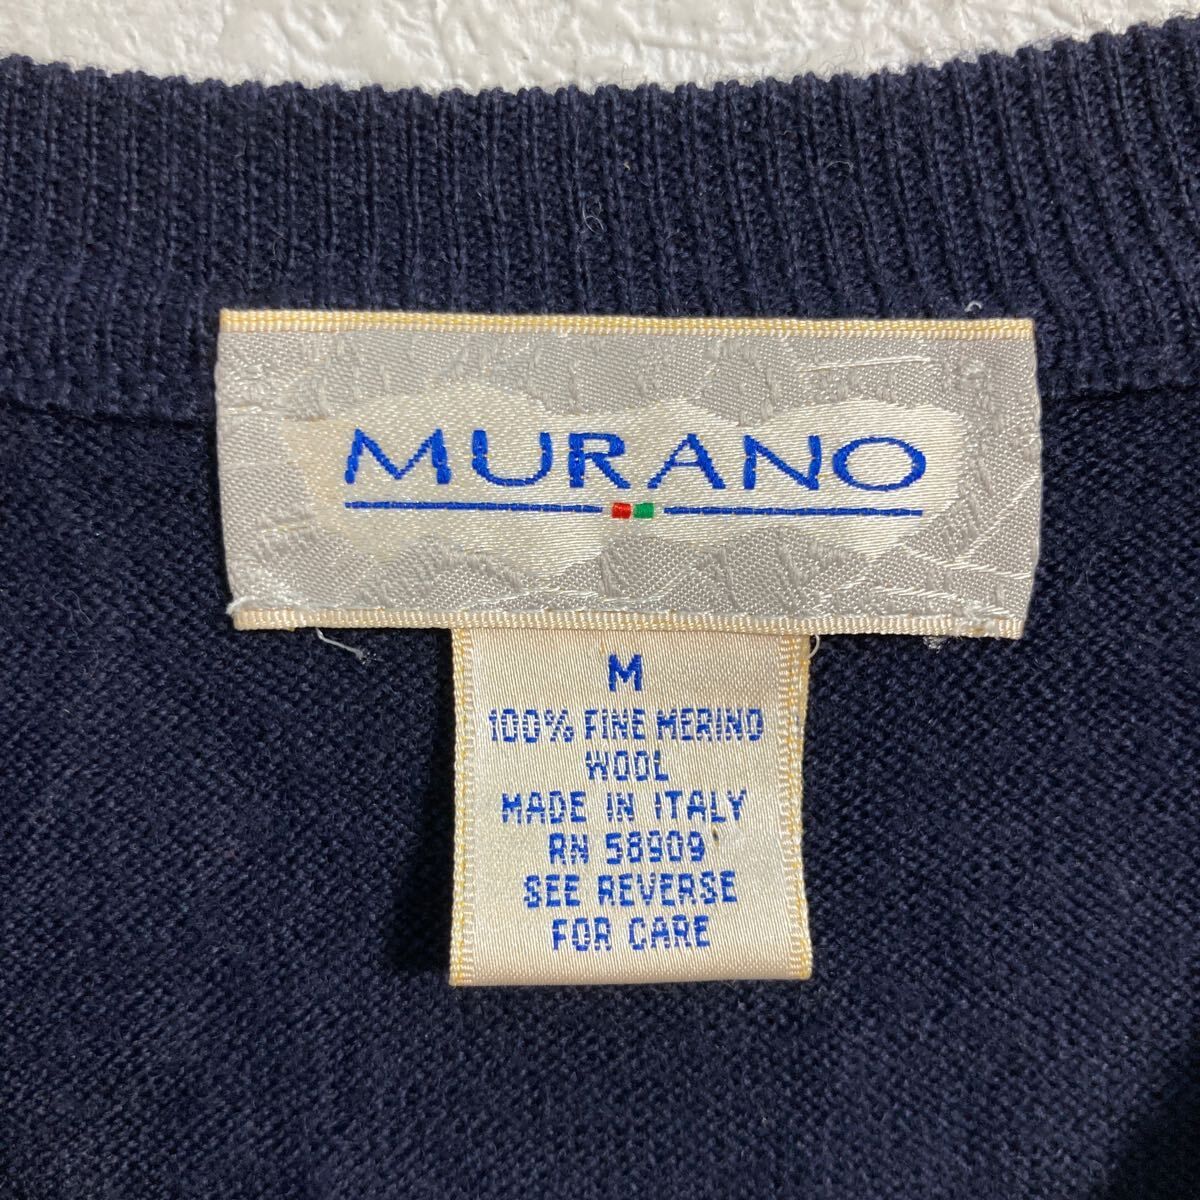 MURANO
M
100% FINE MERINO
WOOL
MADE IN ITALY
RN 58909
SEE REVERSE
FOR CARE